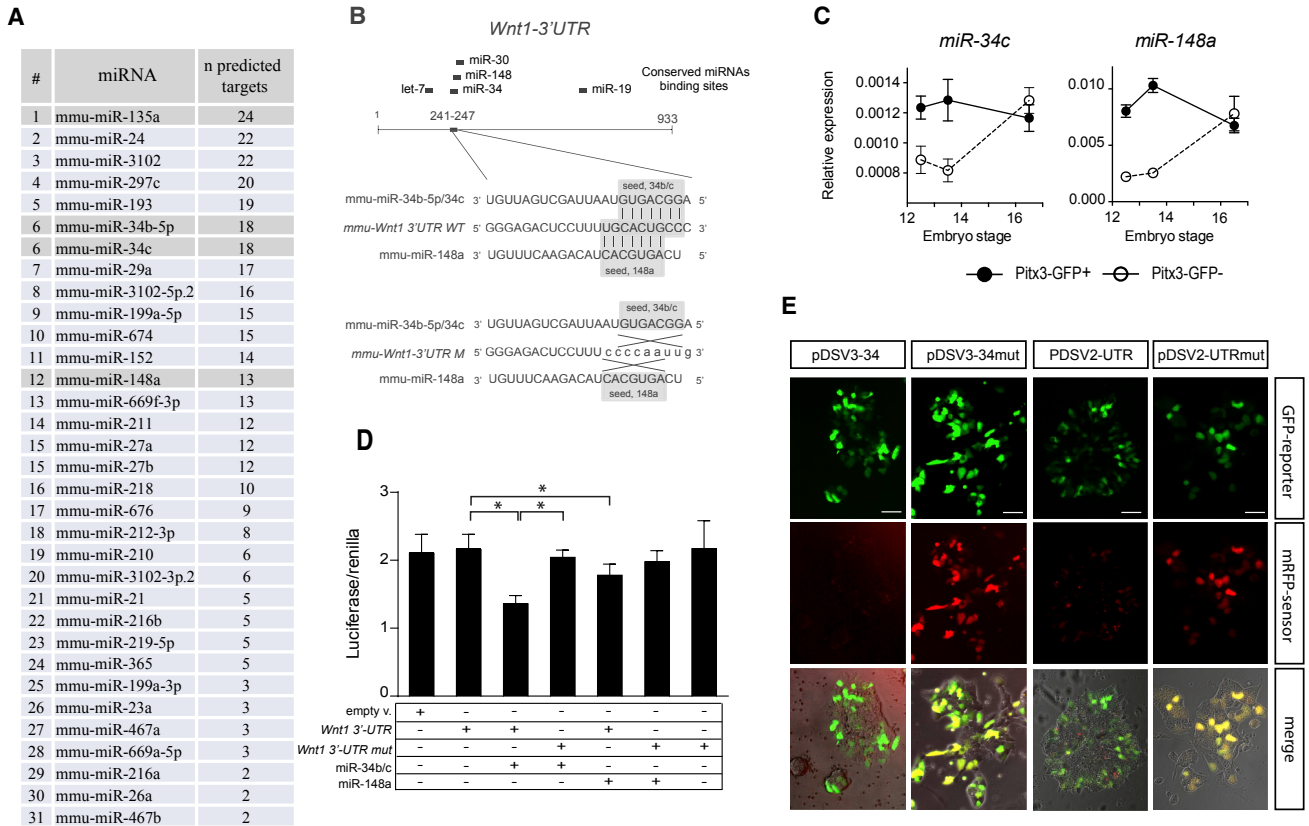 A
# miRNA n predicted targets
1 mmu-miR-135a 24
2 mmu-miR-24 22
3 mmu-miR-3102 22
4 mmu-miR-297c 20
5 mmu-miR-193 19
6 mmu-miR-34b-5p 18
6 mmu-miR-34c 18
7 mmu-miR-29a 17
8 mmu-miR-3102-5p.2 16
9 mmu-miR-199a-5p 15
10 mmu-miR-674 15
11 mmu-miR-152 14
12 mmu-miR-148a 13
13 mmu-miR-669f-3p 13
14 mmu-miR-211 12
15 mmu-miR-27a 12
15 mmu-miR-27b 12
16 mmu-miR-218 10
17 mmu-miR-676 9
18 mmu-miR-212-3p 8
19 mmu-miR-210 6
20 mmu-miR-3102-3p.2 6
21 mmu-miR-21 5
22 mmu-miR-216b 5
23 mmu-miR-219-5p 5
24 mmu-miR-365 5
25 mmu-miR-199a-3p 3
26 mmu-miR-23a 3
27 mmu-miR-467a 3
28 mmu-miR-669a-5p 3
29 mmu-miR-216a 2
30 mmu-miR-26a 2
31 mmu-miR-467b 2
B
Wnt1-3'UTR
miR-30
miR-148
let-7 miR-34 miR-19
Conserved miRNAs
binding sites
1 241-247 933
seed, 34b/c
mmu-miR-34b-5p/34c 3' UGUUAGUCGAUUAAUGUGACGGA 5'
mmu-Wnt1 3'UTR WT 5' GGGAGACUCCUUUUGCACUGCCC 3'
mmu-miR-148a 3' UGUUUCAAGACAUCACGUGACU 5'
seed, 148a
seed, 34b/c
mmu-miR-34b-5p/34c 3' UGUUAGUCGAUUAAUGUGACGGA 5'
mmu-Wnt1-3'UTR M 5' GGGAGACUCCUUU c c c c a a u u g 3'
mmu-miR-148a 3' UGUUUCAAGACAUCACGUGACU 5'
seed, 148a
C
miR-34c
Relative expression
0.0014
0.0012
0.0010
0.0008
12 14 16
Embryo stage
miR-148a
0.010
0.005
0.000
12 14 16
Embryo stage
Pitx3-GFP+ Pitx3-GFP-
D
Luciferase/renilla
3
2
1
0
*
* *
empty v. + - - - - - -
Wnt1 3'-UTR - + + - + - -
Wnt1 3'-UTR mut - - - + - + +
miR-34b/c - - + + - - -
miR-148a - - - - + + -
E
pDSV3-34 pDSV3-34mut PDSV2-UTR pDSV2-UTRmut
GFP-reporter
mRFP-sensor
merge